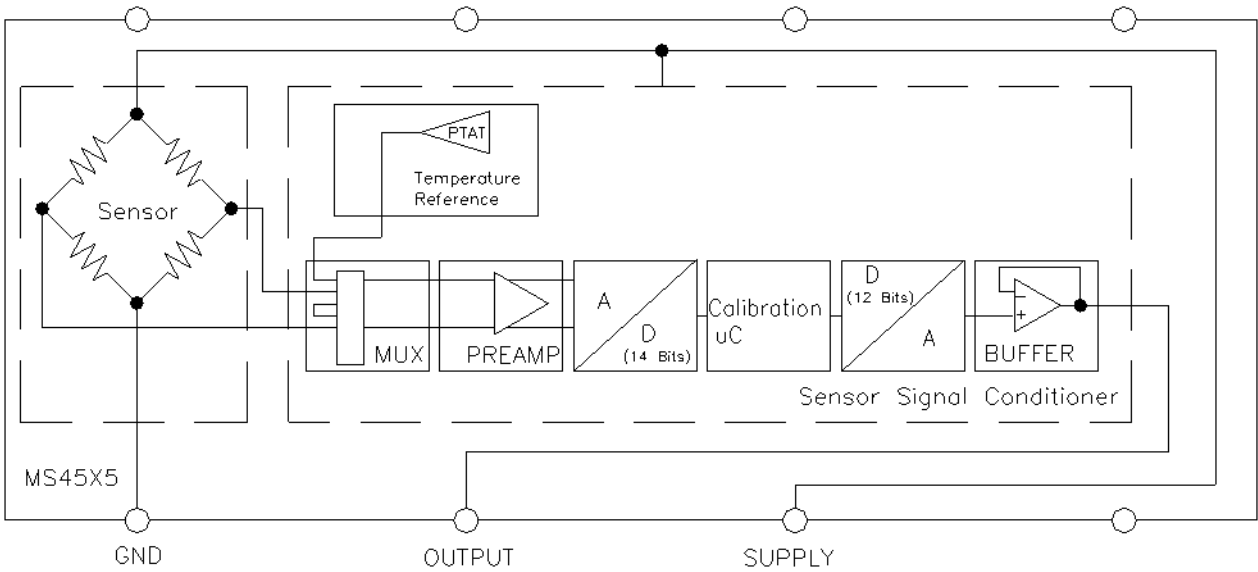 PTAT
Temperature
Reference
Sensor
MUX
PREAMP
A
D
(14 Bits)
Calibration
uC
D
(12 Bits)
A
−
+
BUFFER
Sensor Signal Conditioner
MS45X5
GND
OUTPUT
SUPPLY